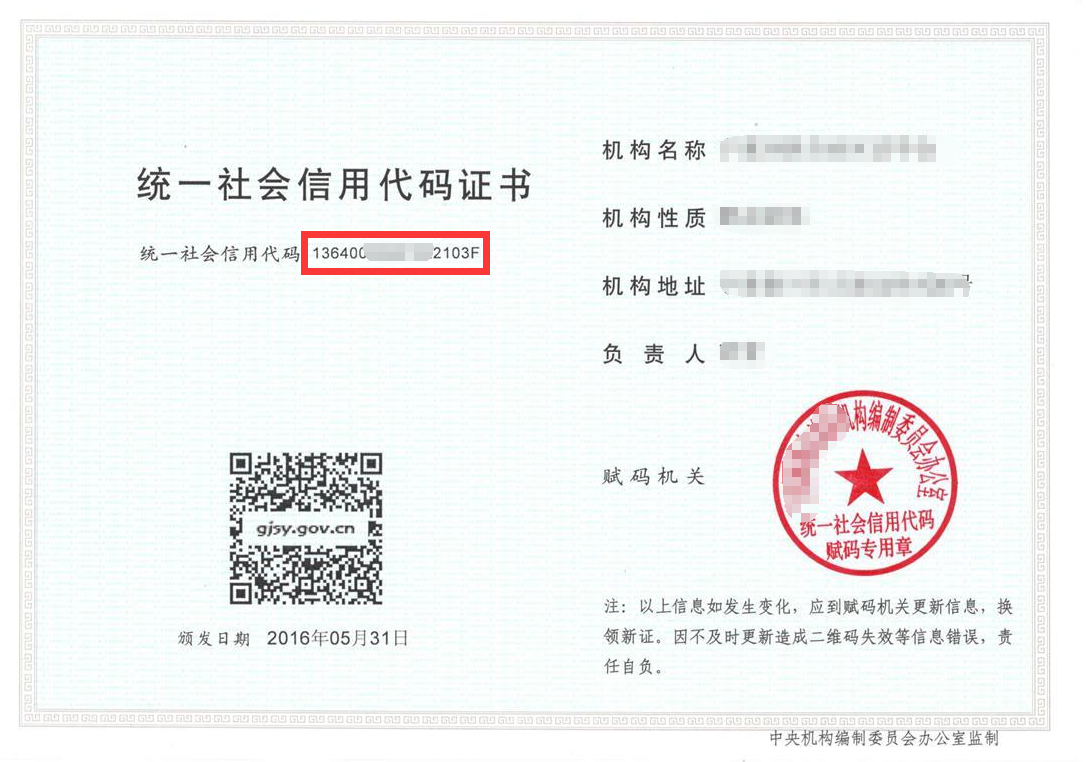 统一社会信用代码证书
统一社会信用代码 136400 2103F
gjsy.gov.cn
颁发日期 2016年05月31日
机构名称
机构性质
机构地址
负责人
赋码机关
机构编制委员会办公室
统一社会信用代码
赋码专用章
注：以上信息如发生变化，应到赋码机关更新信息，换
领新证。因不及时更新造成二维码失效等信息错误，责
任自负。
中央机构编制委员会办公室监制